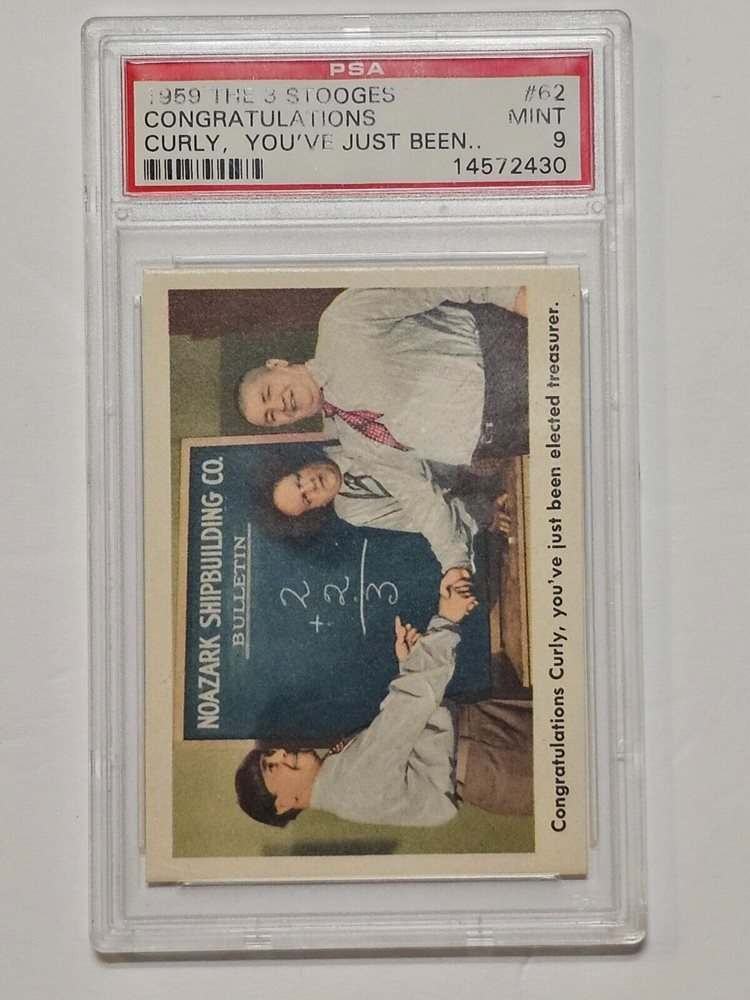 PSA
1959 THE 3 STOOGES #62
CONGRATULATIONS MINT
CURLY, YOU'VE JUST BEEN.. 9
14572430
NOAZARK SHIPBUILDING CO.
BULLETIN
2
+2
3
Congratulations Curly, you've just been elected treasurer.